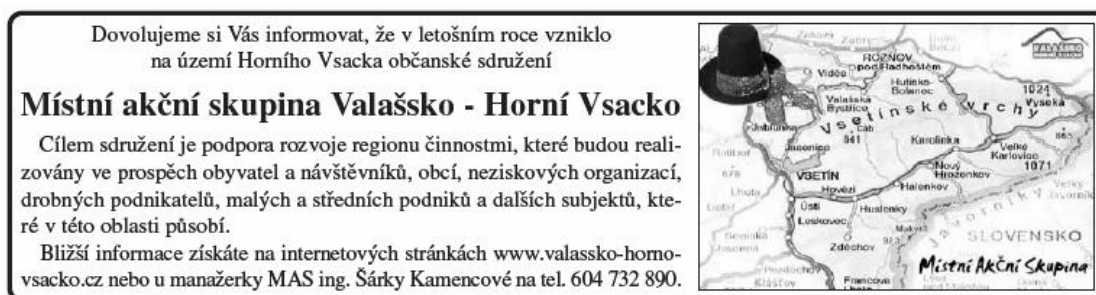 Dovolujeme si Vás informovat, že v letošním roce vzniklo
na území Horního Vsacka občanské sdružení
Místní akční skupina Valašsko - Horní Vsacko
Cílem sdružení je podpora rozvoje regionu činnostmi, které budou reali-
zovány ve prospěch obyvatel a návštěvníků, obcí, neziskových organizací,
drobných podnikatelů, malých a středních podniků a dalších subjektů, kte-
ré v této oblasti působí.
Bližší informace získáte na internetových stránkách www.valassko-horno-
vsacko.cz nebo u manažerky MAS ing. Šárky Kamencové na tel. 604 732 890.
VALAŠSKO
ROŽNOV
pod Radhoštěm
Vidče
Hutisko-
Solanec
Valašská
Bystřice
1024
Vysoká
Vsetínské vrchy
Jablůnka
Cáb
841
Jasenice
Karolinka
Velké
Karlovice
1071
VSETÍN
Nový
Hrozenkov
Hovězí
Halenkov
Ústí
Huslenky
Leskovec
Zděchov
Javorníky
SLOVENSKO
Francova
Lhota
Místní Akční Skupina